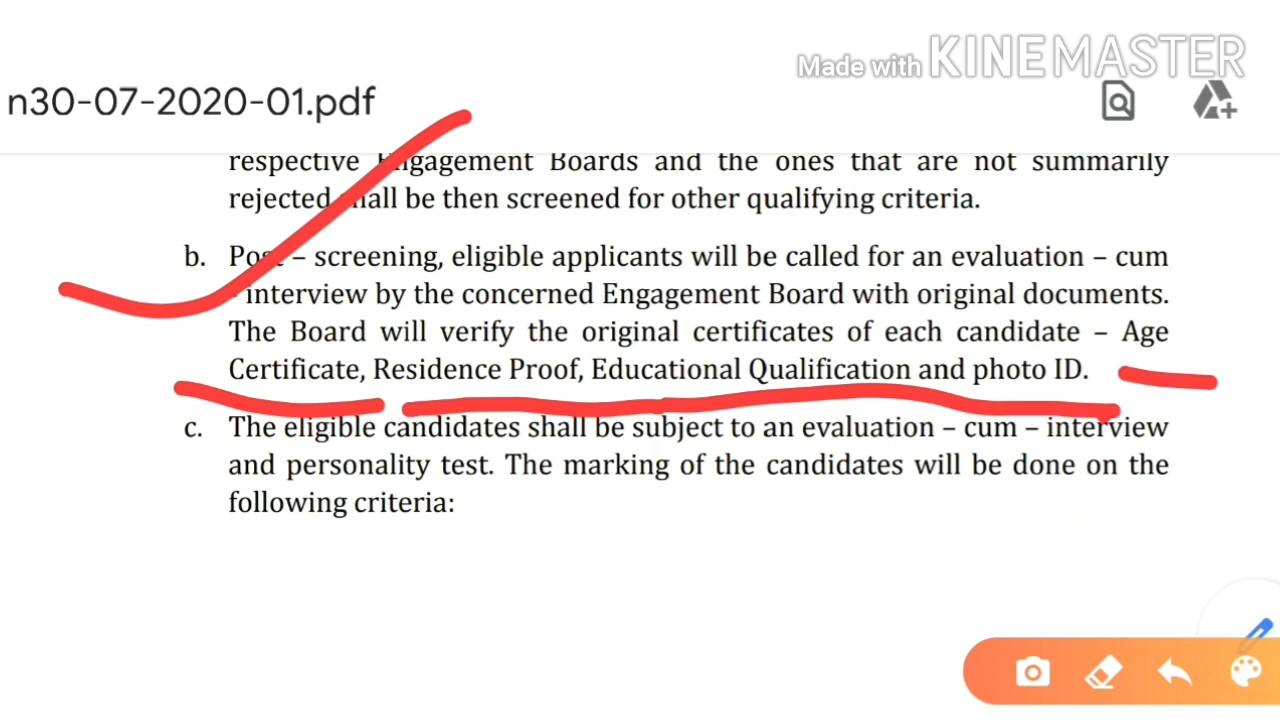 Made with KINEMASTER
n30-07-2020-01.pdf
respective Engagement Boards and the ones that are not summarily
rejected shall be then screened for other qualifying criteria.
b. Post – screening, eligible applicants will be called for an evaluation – cum
– interview by the concerned Engagement Board with original documents.
The Board will verify the original certificates of each candidate – Age
Certificate, Residence Proof, Educational Qualification and photo ID.
c. The eligible candidates shall be subject to an evaluation – cum – interview
and personality test. The marking of the candidates will be done on the
following criteria: